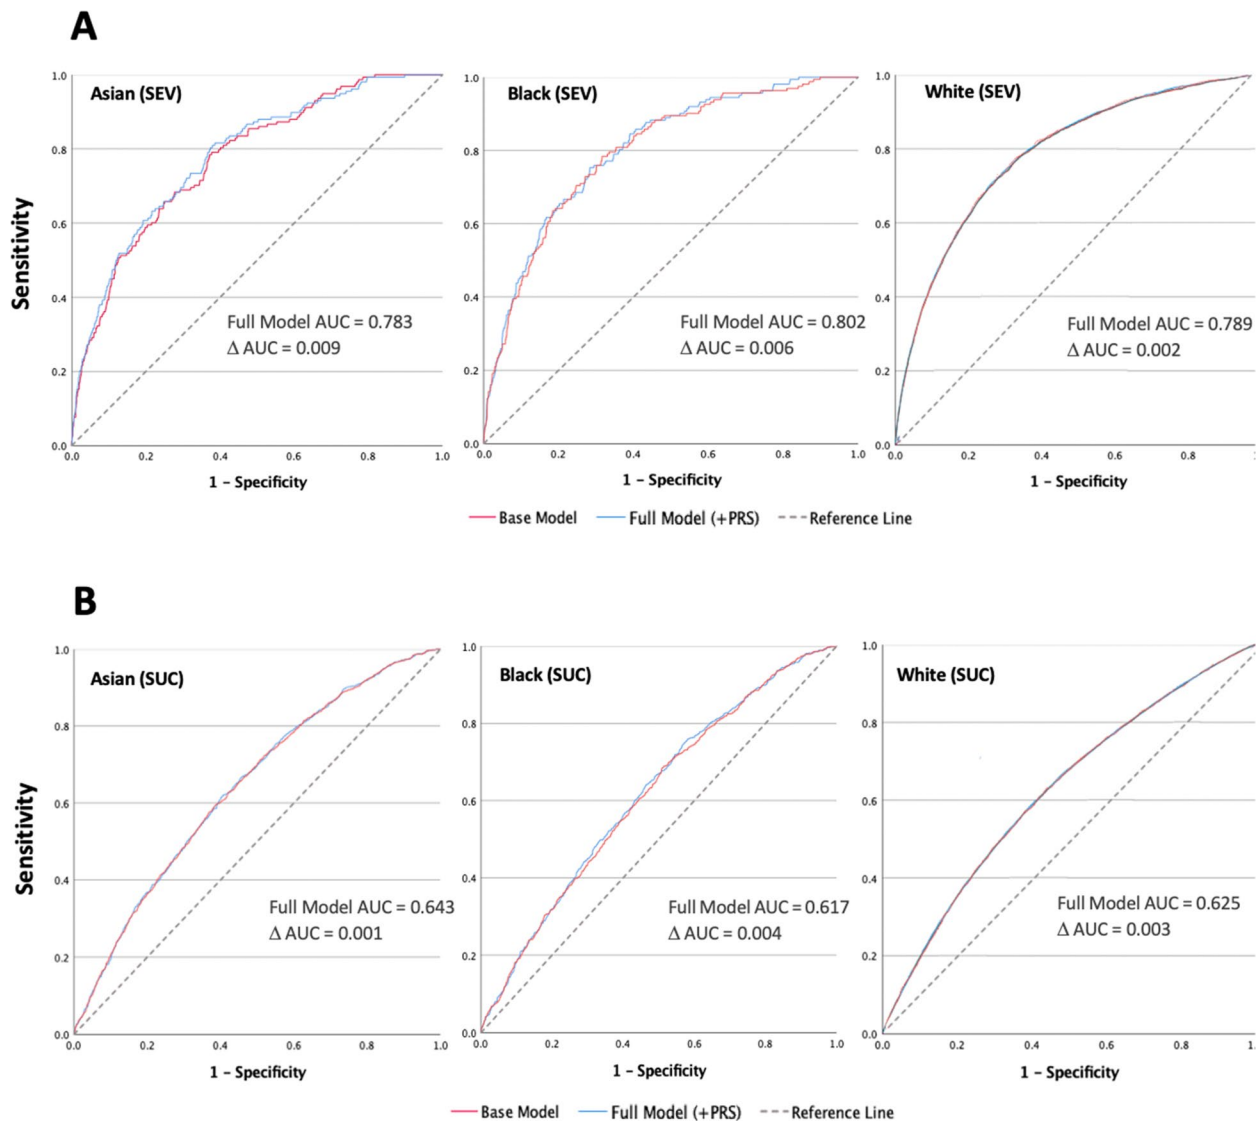 A
Asian (SEV)
Black (SEV)
White (SEV)
Sensitivity
1.0
0.8
0.6
0.4
0.2
0.0
0.0 0.2 0.4 0.6 0.8 1.0
Full Model AUC = 0.783
Δ AUC = 0.009
1 – Specificity
1.0
0.8
0.6
0.4
0.2
0.0
0.0 0.2 0.4 0.6 0.8 1.0
Full Model AUC = 0.802
Δ AUC = 0.006
1 – Specificity
1.0
0.8
0.6
0.4
0.2
0.0
0.0 0.2 0.4 0.6 0.8
Full Model AUC = 0.789
Δ AUC = 0.002
1 – Specificity
Base Model Full Model (+PRS) Reference Line
B
Asian (SUC)
Black (SUC)
White (SUC)
Sensitivity
1.0
0.8
0.6
0.4
0.2
0.0
0.0 0.2 0.4 0.6 0.8 1.0
Full Model AUC = 0.643
Δ AUC = 0.001
1 – Specificity
1.0
0.8
0.6
0.4
0.2
0.0
0.0 0.2 0.4 0.6 0.8 1.0
Full Model AUC = 0.617
Δ AUC = 0.004
1 – Specificity
1.0
0.8
0.6
0.4
0.2
0.0
0.0 0.2 0.4 0.6 0.8 1.
Full Model AUC = 0.625
Δ AUC = 0.003
1 – Specificity
Base Model Full Model (+PRS) Reference Line